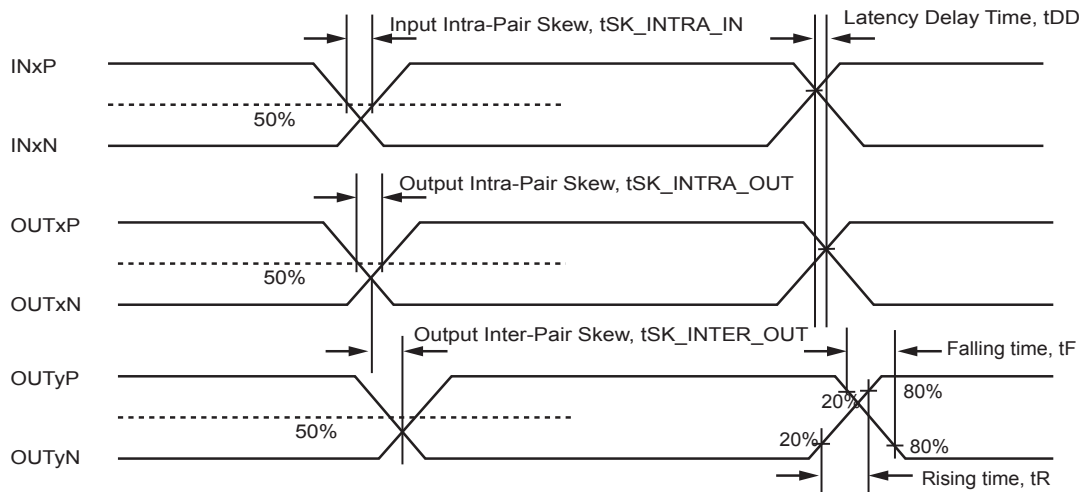 Input Intra-Pair Skew, tSK_INTRA_IN
Latency Delay Time, tDD
INxP
50%
INxN
Output Intra-Pair Skew, tSK_INTRA_OUT
OUTxP
50%
OUTxN
Output Inter-Pair Skew, tSK_INTER_OUT
Falling time, tF
OUTyP
20%
80%
50%
20%
80%
OUTyN
Rising time, tR